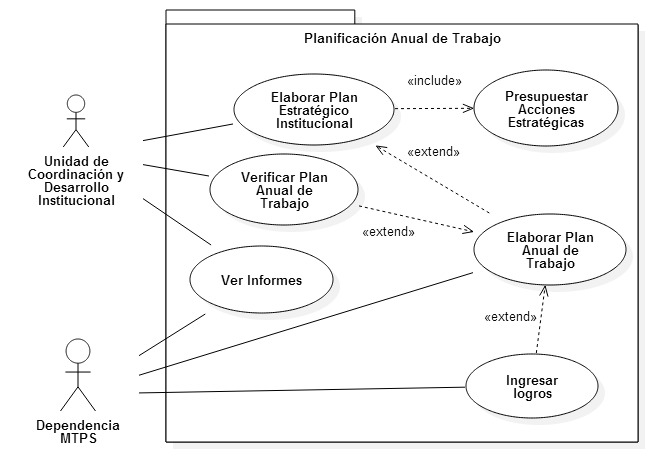 Planificación Anual de Trabajo
Elaborar Plan
Estratégico
Institucional
«include»
Presupuestar
Acciones
Estratégicas
Unidad de
Coordinación y
Desarrollo
Institucional
Verificar Plan
Anual de
Trabajo
«extend»
«extend»
Elaborar Plan
Anual de
Trabajo
Ver Informes
«extend»
Ingresar
logros
Dependencia
MTPS